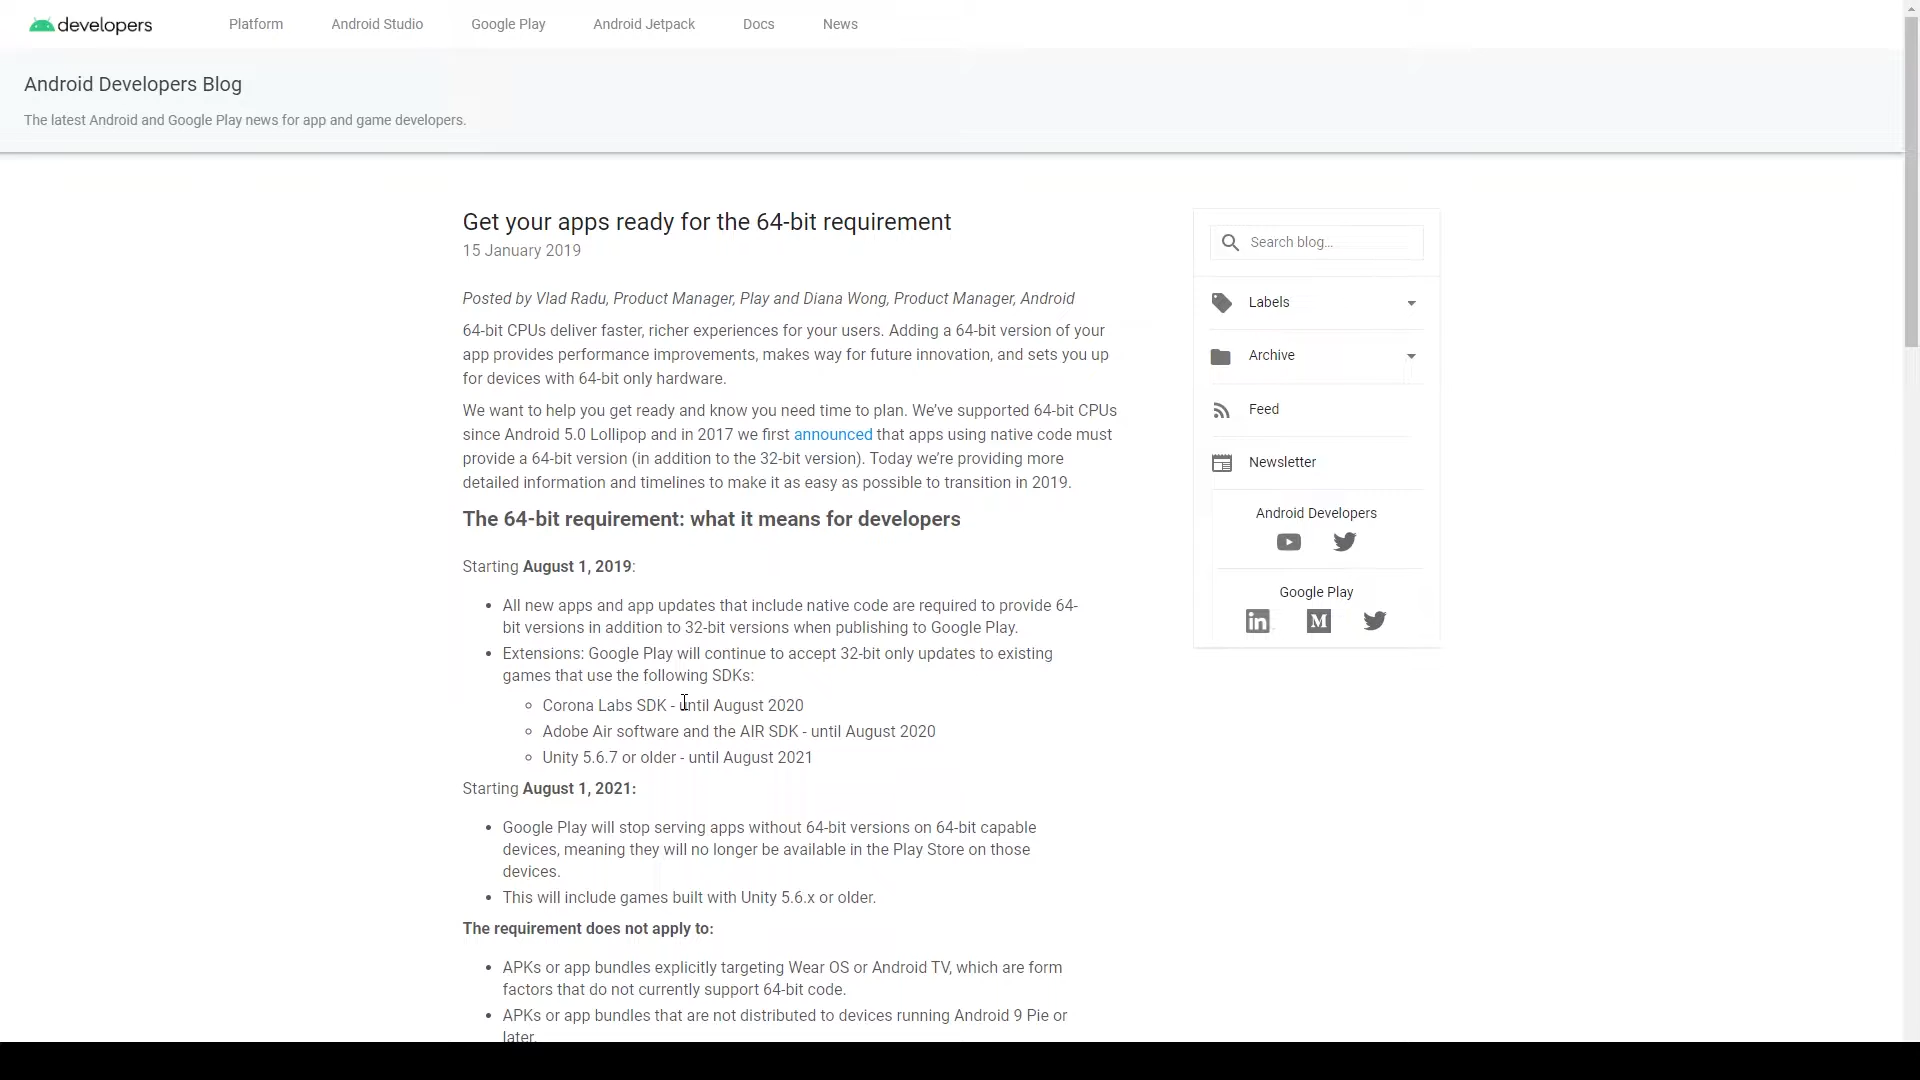 developers
Platform
Android Studio
Google Play
Android Jetpack
Docs
News
Android Developers Blog
The latest Android and Google Play news for app and game developers.
Get your apps ready for the 64-bit requirement
15 January 2019
Posted by Vlad Radu, Product Manager, Play and Diana Wong, Product Manager, Android
64-bit CPUs deliver faster, richer experiences for your users. Adding a 64-bit version of your
app provides performance improvements, makes way for future innovation, and sets you up
for devices with 64-bit only hardware.
We want to help you get ready and know you need time to plan. We’ve supported 64-bit CPUs
since Android 5.0 Lollipop and in 2017 we first announced that apps using native code must
provide a 64-bit version (in addition to the 32-bit version). Today we’re providing more
detailed information and timelines to make it as easy as possible to transition in 2019.
The 64-bit requirement: what it means for developers
Starting August 1, 2019:
• All new apps and app updates that include native code are required to provide 64-
bit versions in addition to 32-bit versions when publishing to Google Play.
• Extensions: Google Play will continue to accept 32-bit only updates to existing
games that use the following SDKs:
◦ Corona Labs SDK - until August 2020
◦ Adobe Air software and the AIR SDK - until August 2020
◦ Unity 5.6.7 or older - until August 2021
Starting August 1, 2021:
• Google Play will stop serving apps without 64-bit versions on 64-bit capable
devices, meaning they will no longer be available in the Play Store on those
devices.
• This will include games built with Unity 5.6.x or older.
The requirement does not apply to:
• APKs or app bundles explicitly targeting Wear OS or Android TV, which are form
factors that do not currently support 64-bit code.
• APKs or app bundles that are not distributed to devices running Android 9 Pie or
later.
Search blog...
Labels
Archive
Feed
Newsletter
Android Developers
Google Play
in
M